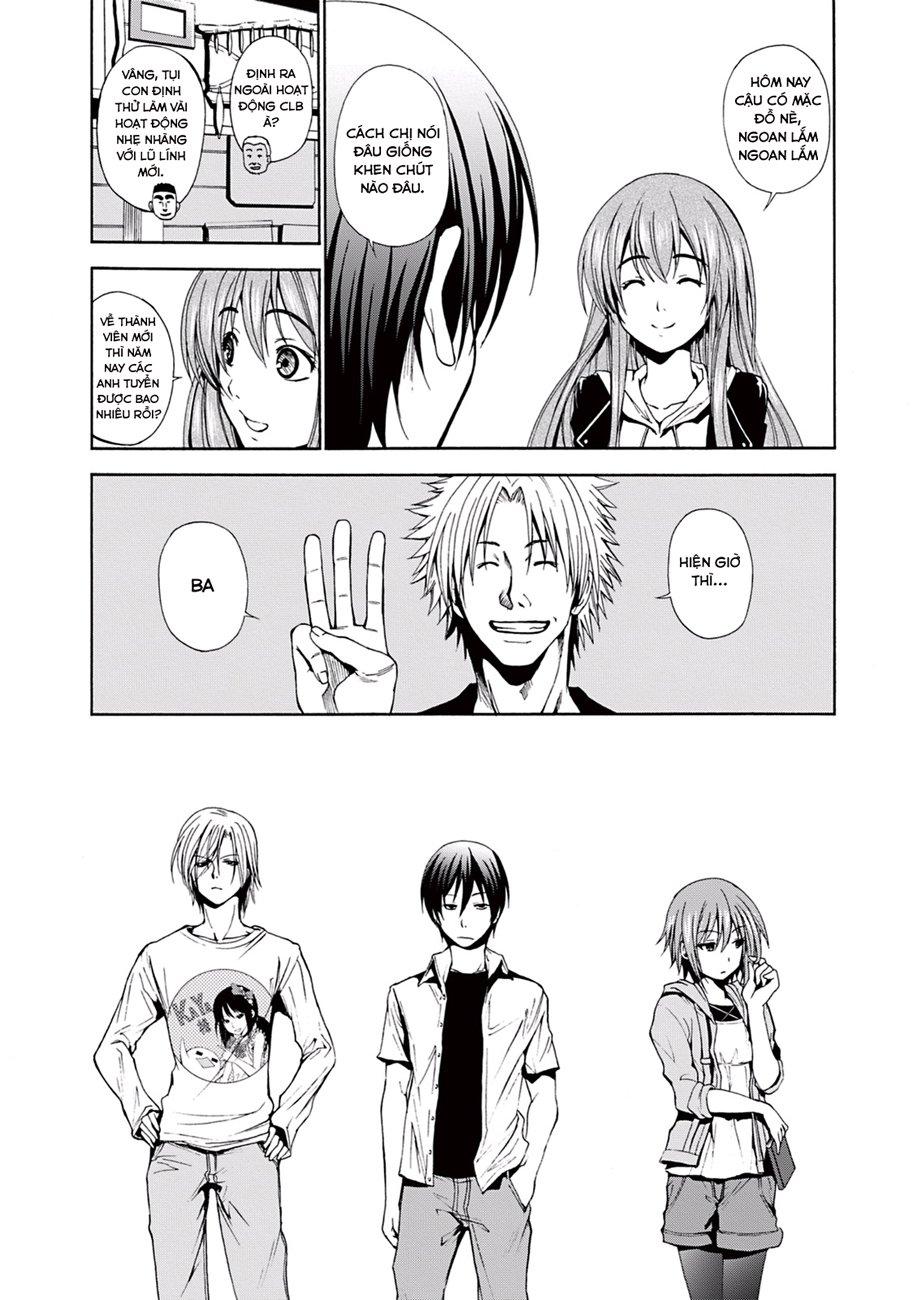 HÔM NAY
CẬU CÓ MẶC
ĐỒ NÈ,
NGOAN LẮM
NGOAN LẮM
CÁCH CHỊ NÓI
ĐÂU GIỐNG
KHEN CHÚT
NÀO ĐÂU.
ĐỊNH RA
NGOÀI HOẠT
ĐỘNG CLB
À?
VÂNG, TỤI
CON ĐỊNH
THỬ LÀM VÀI
HOẠT ĐỘNG
NHẸ NHÀNG
VỚI LŨ LÍNH
MỚI.
VỀ THÀNH
VIÊN MỚI
THÌ NĂM
NAY CÁC
ANH TUYỂN
ĐƯỢC BAO
NHIÊU RỒI?
HIỆN GIỜ
THÌ...
BA